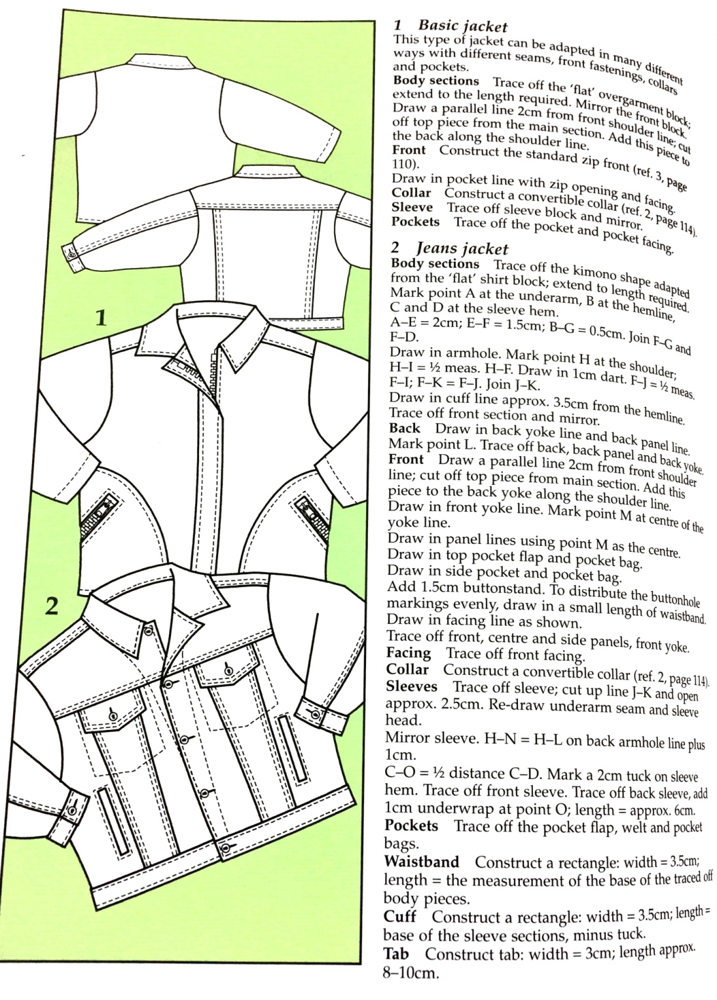 1 Basic jacket
This type of jacket can be adapted in many different
ways with different seams, front fastenings, collars
and pockets.
Body sections Trace off the 'flat' overgarment block;
extend to the length required. Mirror the front block.
Draw a parallel line 2cm from front shoulder line; cut
off top piece from the main section. Add this piece to
the back along the shoulder line.
Front Construct the standard zip front (ref. 3, page
110).
Draw in pocket line with zip opening and facing.
Collar Construct a convertible collar (ref. 2, page 114).
Sleeve Trace off sleeve block and mirror.
Pockets Trace off the pocket and pocket facing.
2 Jeans jacket
Body sections Trace off the kimono shape adapted
from the 'flat' shirt block; extend to length required.
Mark point A at the underarm, B at the hemline,
C and D at the sleeve hem.
A–E = 2cm; E–F = 1.5cm; B–G = 0.5cm. Join F–G and
F–D.
Draw in armhole. Mark point H at the shoulder;
H–I = ½ meas. H–F. Draw in 1cm dart. F–J = ½ meas.
F–I; F–K = F–J. Join J–K.
Draw in cuff line approx. 3.5cm from the hemline.
Trace off front section and mirror.
Back Draw in back yoke line and back panel line.
Mark point L. Trace off back, back panel and back yoke.
Front Draw a parallel line 2cm from front shoulder
line; cut off top piece from main section. Add this
piece to the back yoke along the shoulder line.
Draw in front yoke line. Mark point M at centre of the
yoke line.
Draw in panel lines using point M as the centre.
Draw in top pocket flap and pocket bag.
Draw in side pocket and pocket bag.
Add 1.5cm buttonstand. To distribute the buttonhole
markings evenly, draw in a small length of waistband.
Draw in facing line as shown.
Trace off front, centre and side panels, front yoke.
Facing Trace off front facing.
Collar Construct a convertible collar (ref. 2, page 114).
Sleeves Trace off sleeve; cut up line J–K and open
approx. 2.5cm. Re-draw underarm seam and sleeve
head.
Mirror sleeve. H–N = H–L on back armhole line plus
1cm.
C–O = ½ distance C–D. Mark a 2cm tuck on sleeve
hem. Trace off front sleeve. Trace off back sleeve, add
1cm underwrap at point O; length = approx. 6cm.
Pockets Trace off the pocket flap, welt and pocket
bags.
Waistband Construct a rectangle: width = 3.5cm;
length = the measurement of the base of the traced off
body pieces.
Cuff Construct a rectangle: width = 3.5cm; length =
base of the sleeve sections, minus tuck.
Tab Construct tab: width = 3cm; length approx.
8–10cm.
1
2